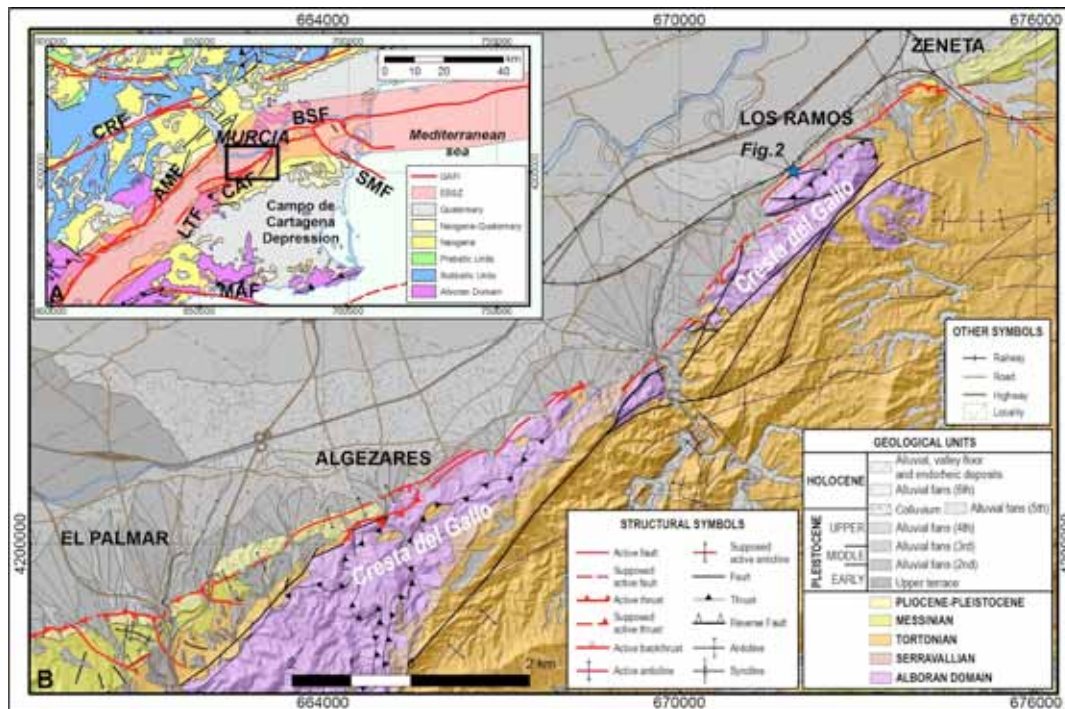 664000
670000
676000
600000
650000
700000
750000
0 10 20 40
km
CRF
MURCIA
BSF
Mediterranean
sea
AMF
CAF
SMF
LTF
Campo de
Cartagena
Depression
MAF
EBSZ
Quaternary
Neogene-Quaternary
Neogene
Prebetic Units
Subbetic Units
Alboran Domain
A
ZENETA
LOS RAMOS
Fig.2
Cresta del Gallo
OTHER SYMBOLS
Railway
Road
Highway
Locality
ALGEZARES
EL PALMAR
Cresta del Gallo
4200000
GEOLOGICAL UNITS
HOLOCENE
Alluvial, valley floor
and endorheic deposits
Alluvial fans (6th)
Colluvium
Alluvial fans (5th)
PLEISTOCENE
UPPER
Alluvial fans (4th)
Alluvial fans (3rd)
MIDDLE
Alluvial fans (2nd)
EARLY
Upper terrace
PLIOCENE-PLEISTOCENE
MESSINIAN
TORTONIAN
SERRAVALLIAN
ALBORAN DOMAIN
STRUCTURAL SYMBOLS
Active fault
Supposed
active fault
Active thrust
Supposed
active thrust
Active backthrust
Active anticline
Supposed
active anticline
Fault
Thrust
Reverse Fault
Anticline
Syncline
2 km
B
664000
670000
676000